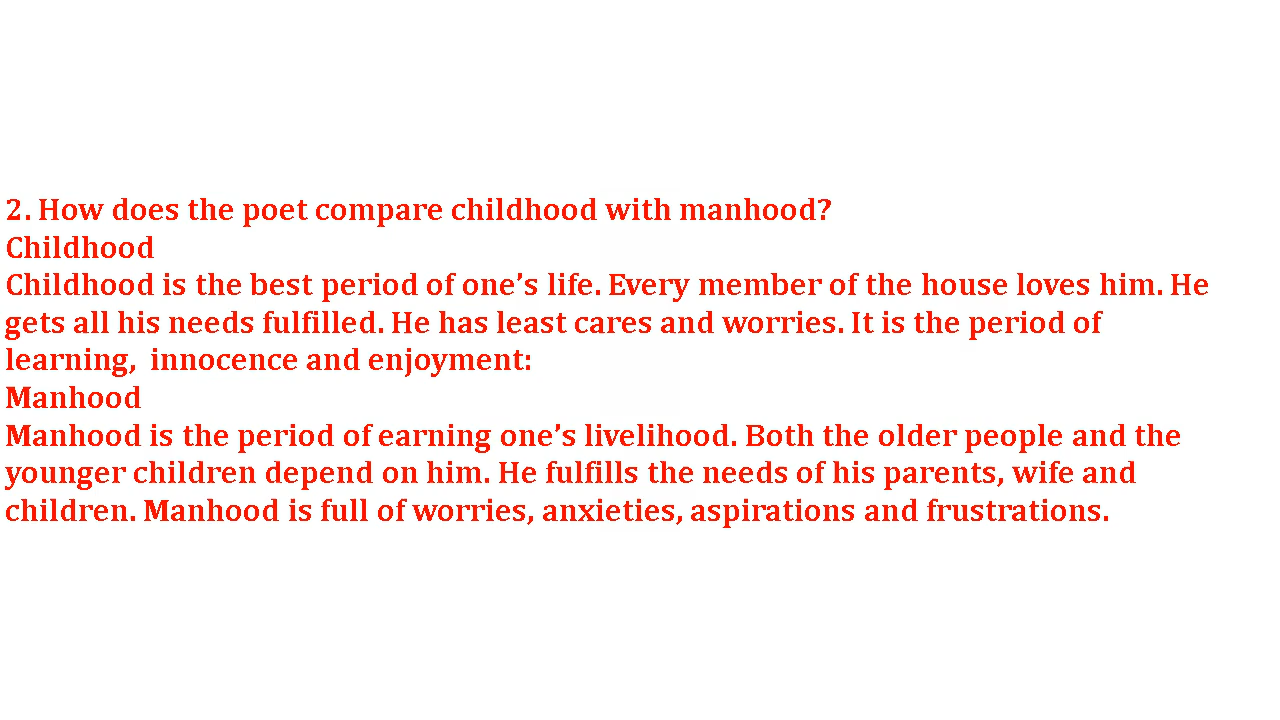 2. How does the poet compare childhood with manhood?
Childhood
Childhood is the best period of one’s life. Every member of the house loves him. He
gets all his needs fulfilled. He has least cares and worries. It is the period of
learning,  innocence and enjoyment:
Manhood
Manhood is the period of earning one’s livelihood. Both the older people and the
younger children depend on him. He fulfills the needs of his parents, wife and
children. Manhood is full of worries, anxieties, aspirations and frustrations.